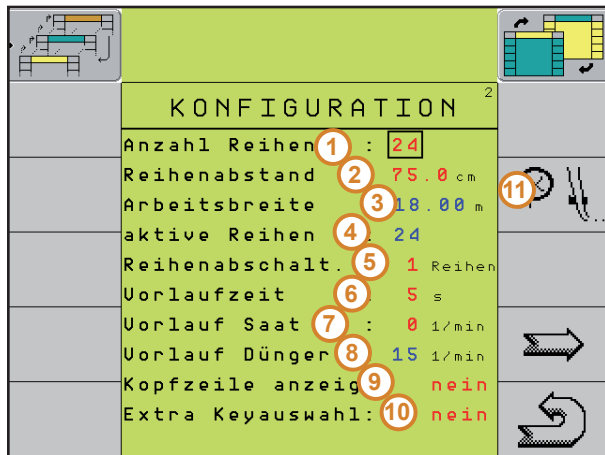 KONFIGURATION 2
Anzahl Reihen 1 : 24
Reihenabstand 2 75.0 cm
Arbeitsbreite 3 18.00 m
aktive Reihen 4 : 24
Reihenabschalt. 5 1 Reihen
Vorlaufzeit 6 5 s
Vorlauf Saat 7 : 0 1/min
Vorlauf Dünger 8 15 1/min
Kopfzeile anzeig 9 nein
Extra Keyauswahl: 10 nein
11